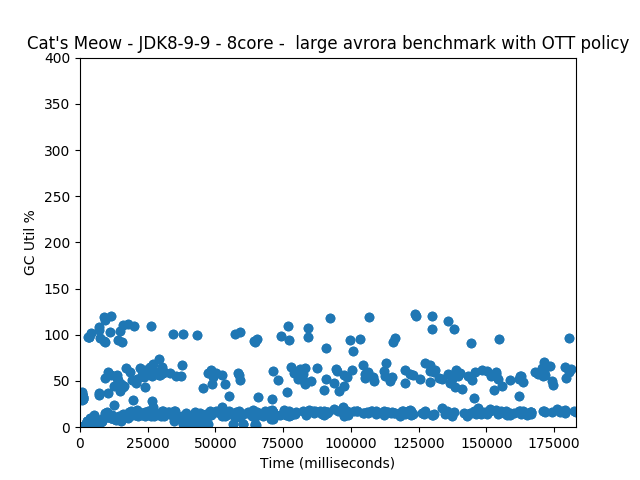 Cat's Meow - JDK8-9-9 - 8core -  large avrora benchmark with OTT policy
400
350
300
250
200
150
100
50
0
GC Util %
0 25000 50000 75000 100000 125000 150000 175000
Time (milliseconds)